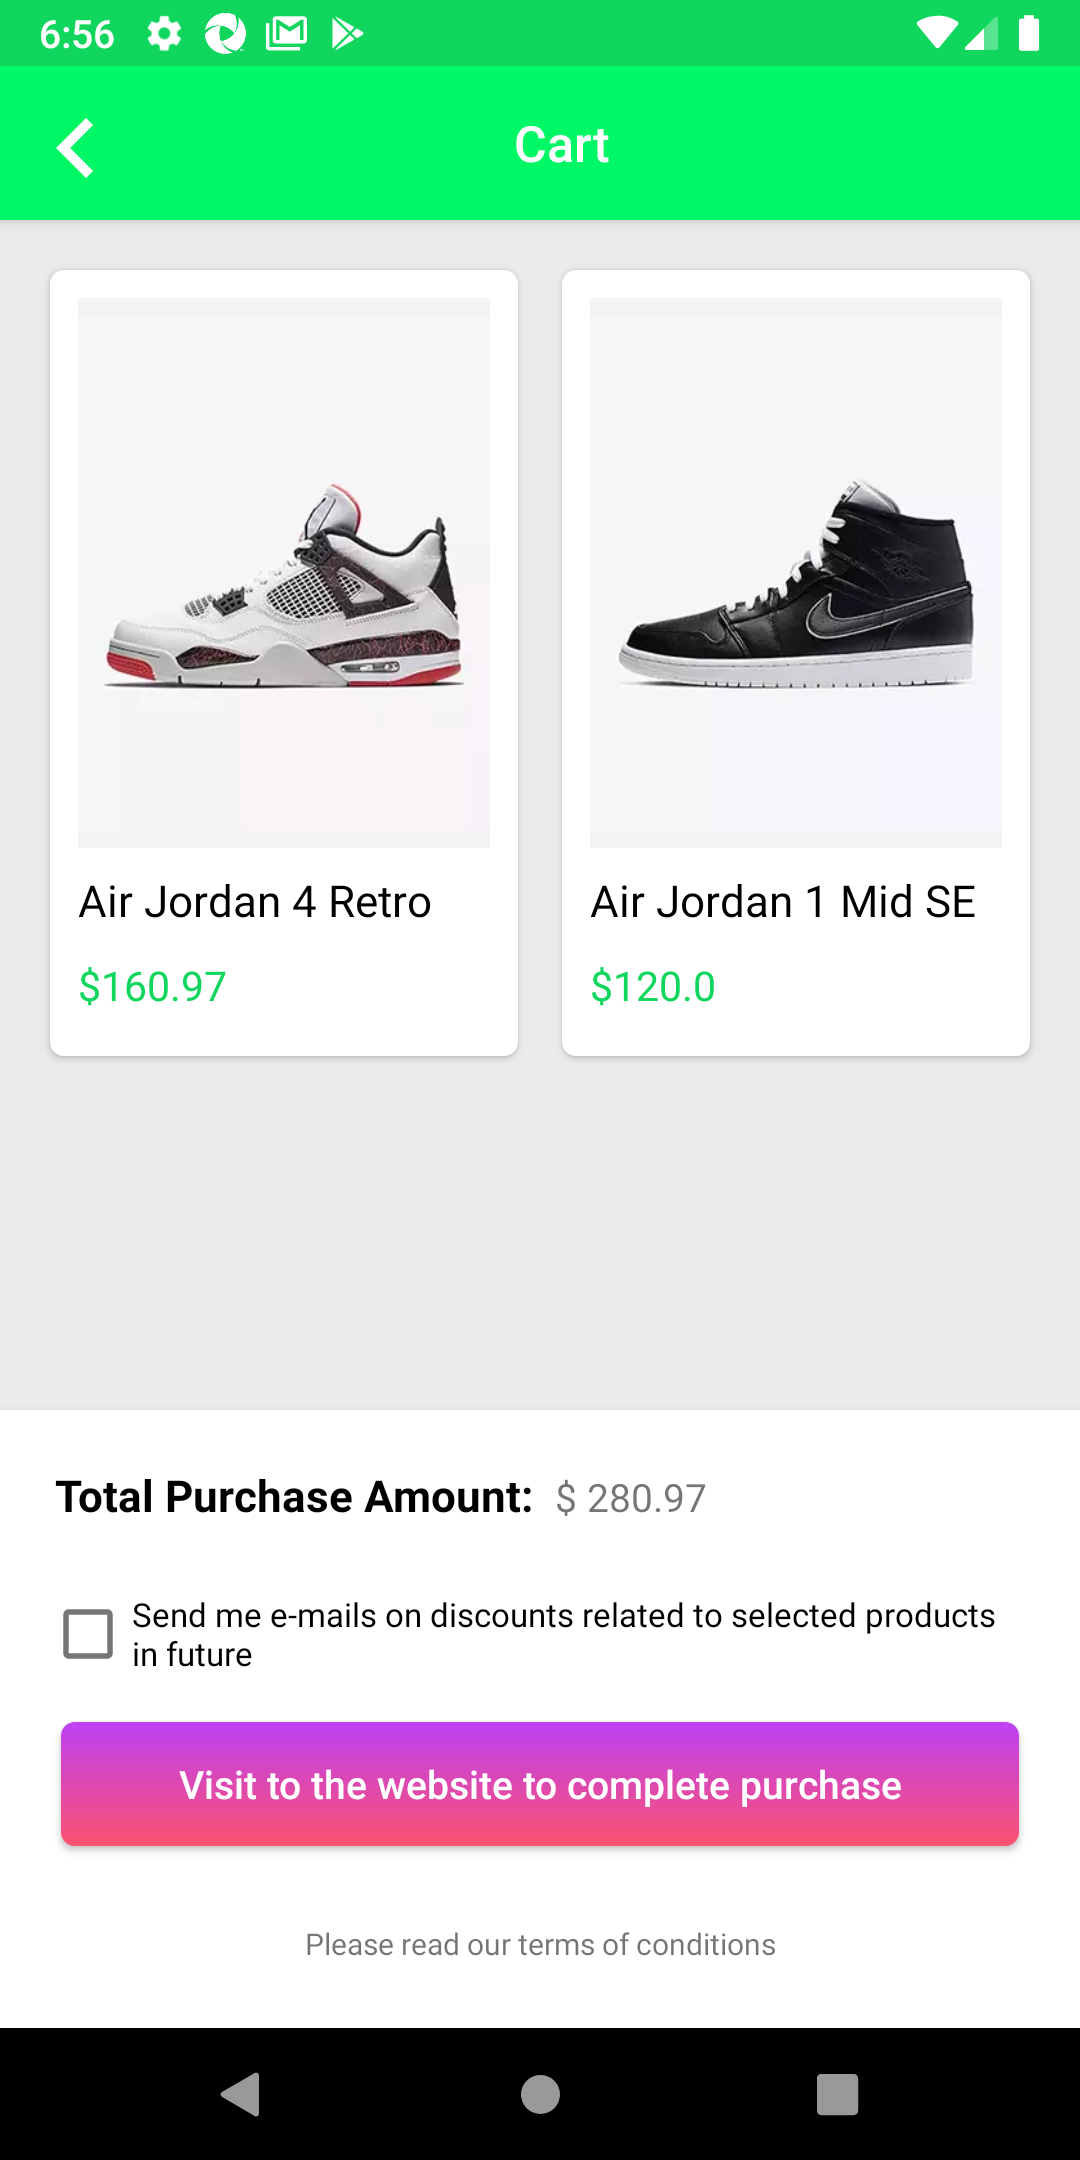 6:56
Cart
Air Jordan 4 Retro
$160.97
Air Jordan 1 Mid SE
$120.0
Total Purchase Amount: $ 280.97
Send me e-mails on discounts related to selected products
in future
Visit to the website to complete purchase
Please read our terms of conditions